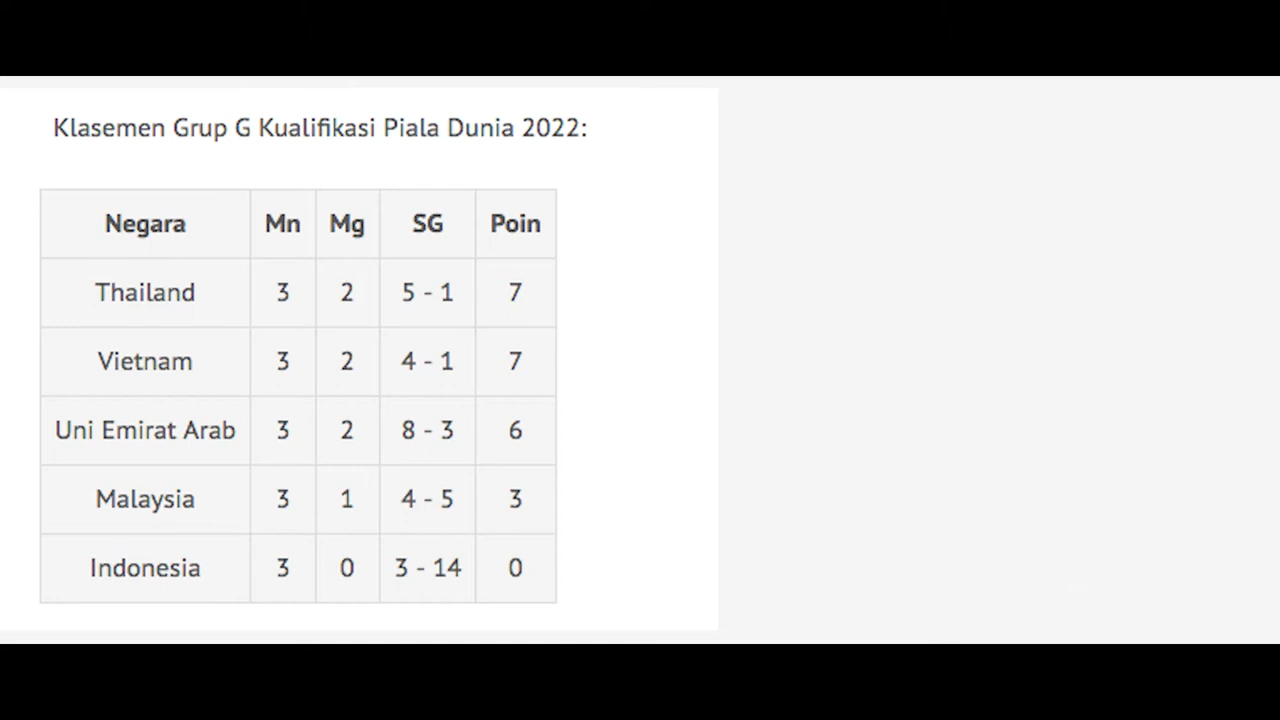 Klasemen Grup G Kualifikasi Piala Dunia 2022:
Negara Mn Mg SG Poin
Thailand 3 2 5 - 1 7
Vietnam 3 2 4 - 1 7
Uni Emirat Arab 3 2 8 - 3 6
Malaysia 3 1 4 - 5 3
Indonesia 3 0 3 - 14 0